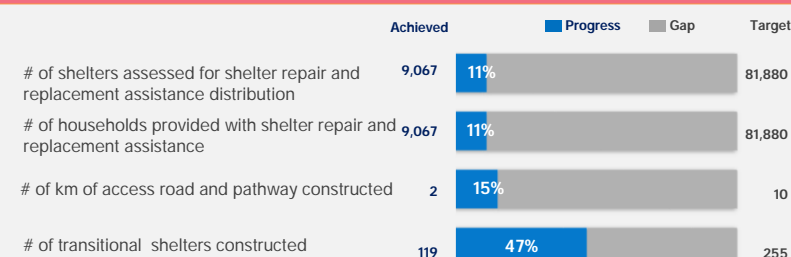 Achieved Progress Gap Target
# of shelters assessed for shelter repair and 9,067 11% 81,880
replacement assistance distribution
# of households provided with shelter repair and 9,067 11% 81,880
replacement assistance
# of km of access road and pathway constructed 2 15% 10
# of transitional shelters constructed 119 47% 255